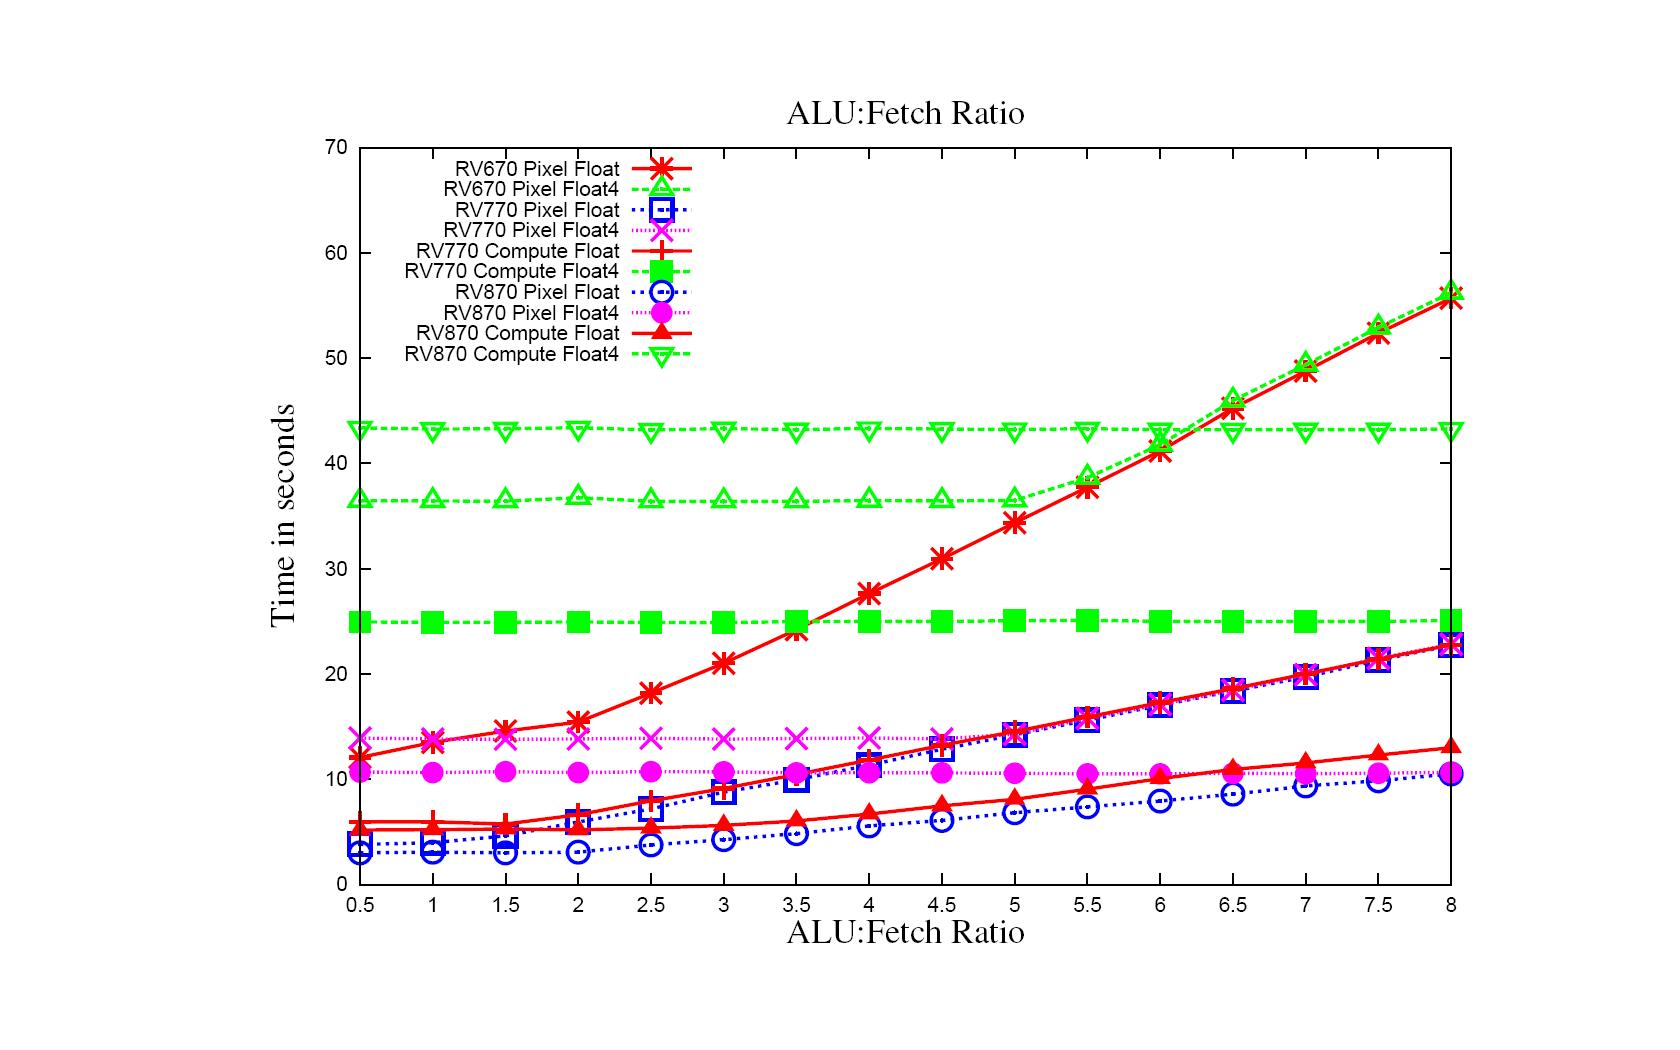 ALU:Fetch Ratio
70
60
50
40
30
20
10
0
Time in seconds
RV670 Pixel Float
RV670 Pixel Float4
RV770 Pixel Float
RV770 Pixel Float4
RV770 Compute Float
RV770 Compute Float4
RV870 Pixel Float
RV870 Pixel Float4
RV870 Compute Float
RV870 Compute Float4
0.5 1 1.5 2 2.5 3 3.5 4 4.5 5 5.5 6 6.5 7 7.5 8
ALU:Fetch Ratio